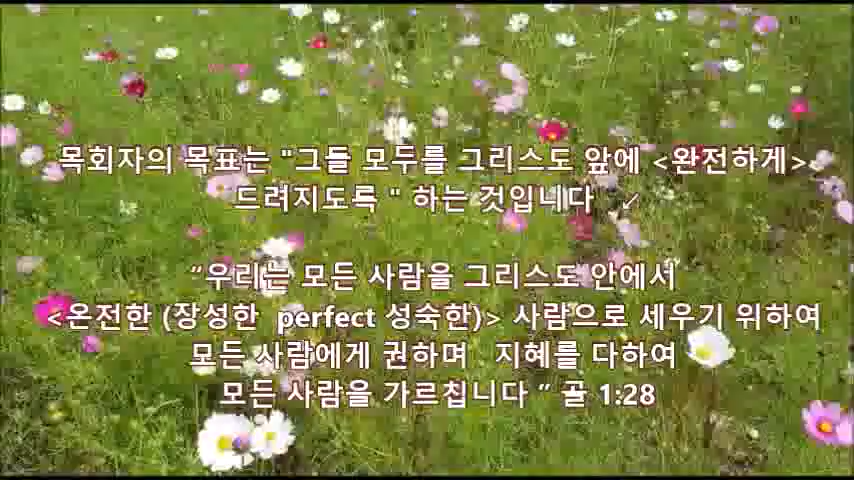 목회자의 목표는 "그들 모두를 그리스도 앞에 <완전하게>
드려지도록 " 하는 것입니다 ↙
“우리는 모든 사람을 그리스도 안에서
<온전한 (장성한 perfect 성숙한)> 사람으로 세우기 위하여
모든 사람에게 권하며 지혜를 다하여
모든 사람을 가르칩니다 ” 골 1:28